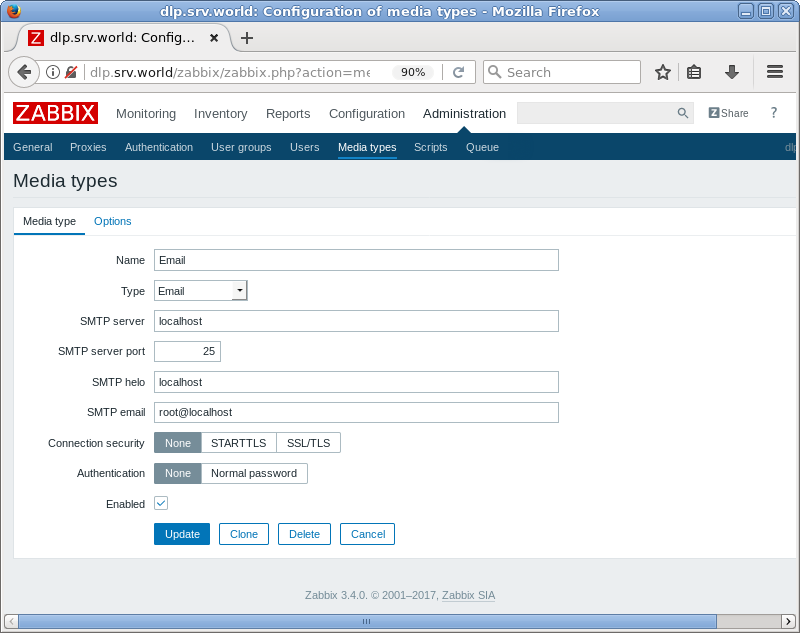 dlp.srv.world: Configuration of media types - Mozilla Firefox
Z dlp.srv.world: Config...
dlp.srv.world/zabbix/zabbix.php?action=me 90% Search
ZABBIX Monitoring Inventory Reports Configuration Administration Z Share ?
General Proxies Authentication User groups Users Media types Scripts Queue dlp
Media types
Media type Options
Name Email
Type Email
SMTP server localhost
SMTP server port 25
SMTP helo localhost
SMTP email root@localhost
Connection security None STARTTLS SSL/TLS
Authentication None Normal password
Enabled
Update Clone Delete Cancel
Zabbix 3.4.0. © 2001–2017, Zabbix SIA